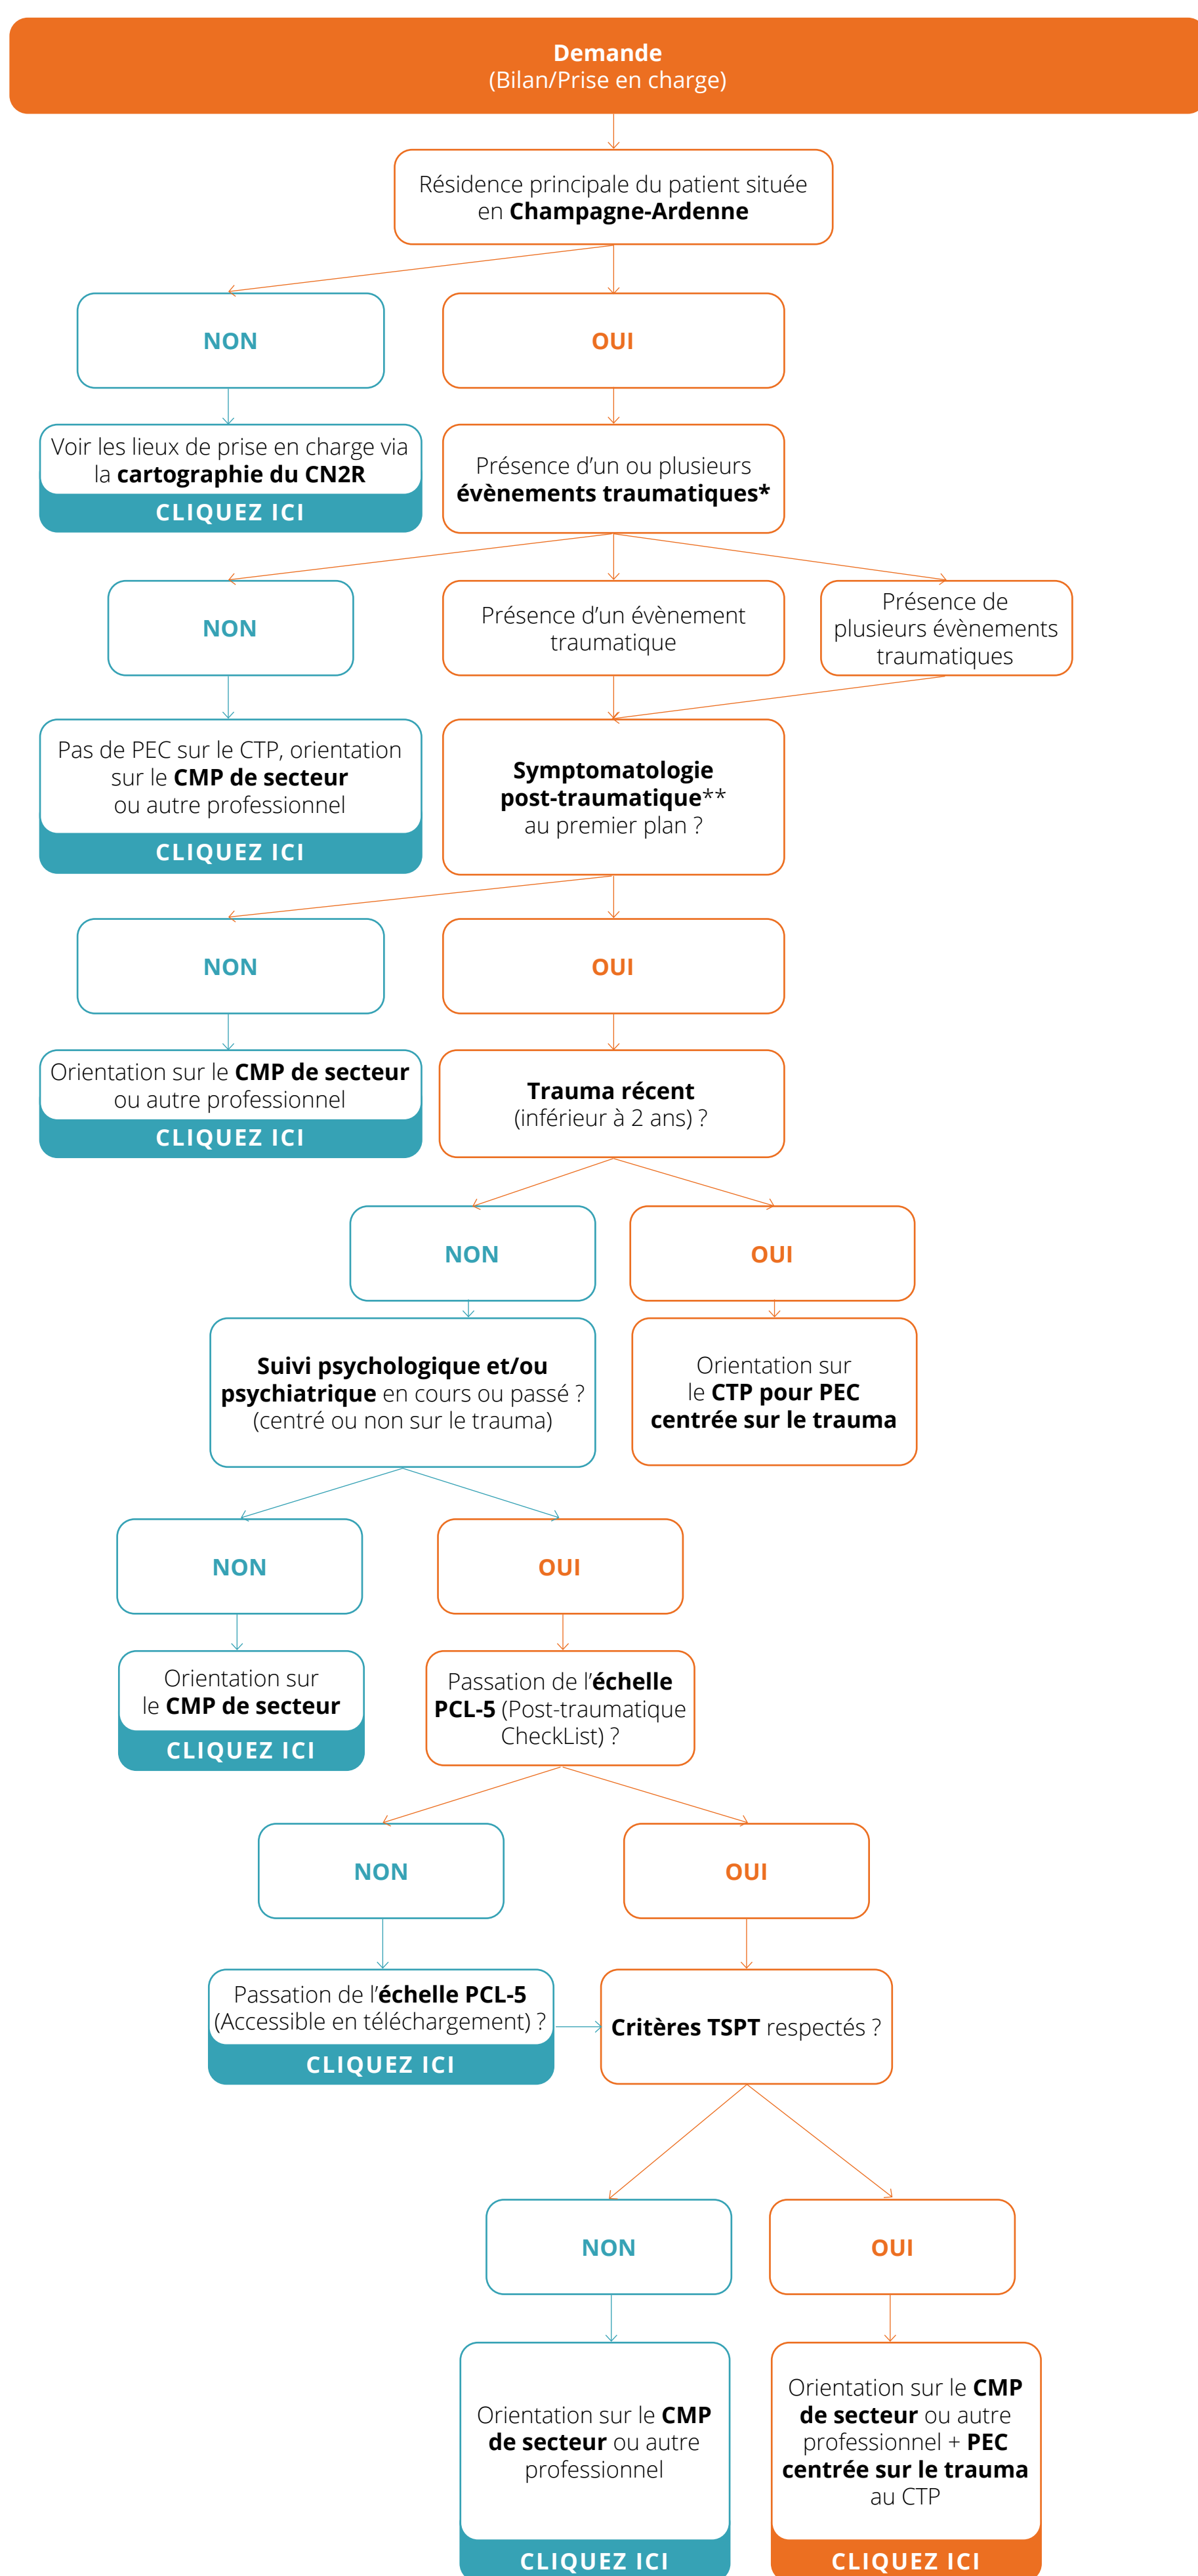 Demande
(Bilan/Prise en charge)
Résidence principale du patient située
en Champagne-Ardenne
NON
OUI
Voir les lieux de prise en charge via
la cartographie du CN2R
CLIQUEZ ICI
Présence d’un ou plusieurs
évènements traumatiques*
NON
Présence d’un évènement
traumatique
Présence de
plusieurs évènements
traumatiques
Pas de PEC sur le CTP, orientation
sur le CMP de secteur
ou autre professionnel
CLIQUEZ ICI
Symptomatologie
post-traumatique**
au premier plan ?
NON
OUI
Orientation sur le CMP de secteur
ou autre professionnel
CLIQUEZ ICI
Trauma récent
(inférieur à 2 ans) ?
NON
OUI
Suivi psychologique et/ou
psychiatrique en cours ou passé ?
(centré ou non sur le trauma)
Orientation sur
le CTP pour PEC
centrée sur le trauma
NON
OUI
Orientation sur
le CMP de secteur
CLIQUEZ ICI
Passation de l’échelle
PCL-5 (Post-traumatique
CheckList) ?
NON
OUI
Passation de l’échelle PCL-5
(Accessible en téléchargement) ?
CLIQUEZ ICI
Critères TSPT respectés ?
NON
OUI
Orientation sur le CMP
de secteur ou autre
professionnel
CLIQUEZ ICI
Orientation sur le CMP
de secteur ou autre
professionnel + PEC
centrée sur le trauma
au CTP
CLIQUEZ ICI